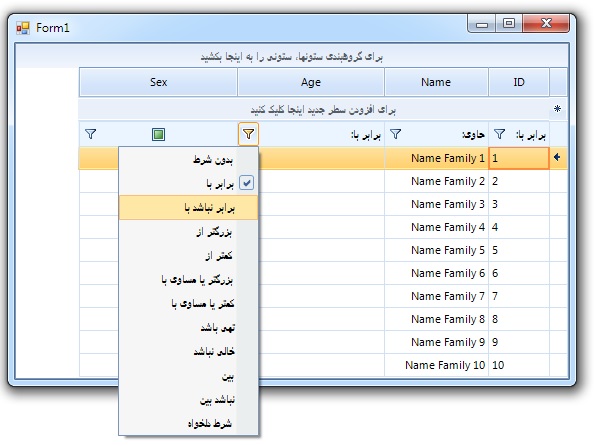 Form1
برای گروهبندی ستونها، ستونی را به اینجا بکشید
ID Name Age Sex
برای افزودن سطر جدید اینجا کلیک کنید
برابر با: حاوی: برابر با:
1 Name Family 1
2 Name Family 2
3 Name Family 3
4 Name Family 4
5 Name Family 5
6 Name Family 6
7 Name Family 7
8 Name Family 8
9 Name Family 9
10 Name Family 10
بدون شرط
برابر با
برابر نباشد با
بزرگتر از
کمتر از
بزرگتر یا مساوی با
کمتر یا مساوی با
تهی باشد
خالی نباشد
بین
نباشد بین
شرط دلخواه